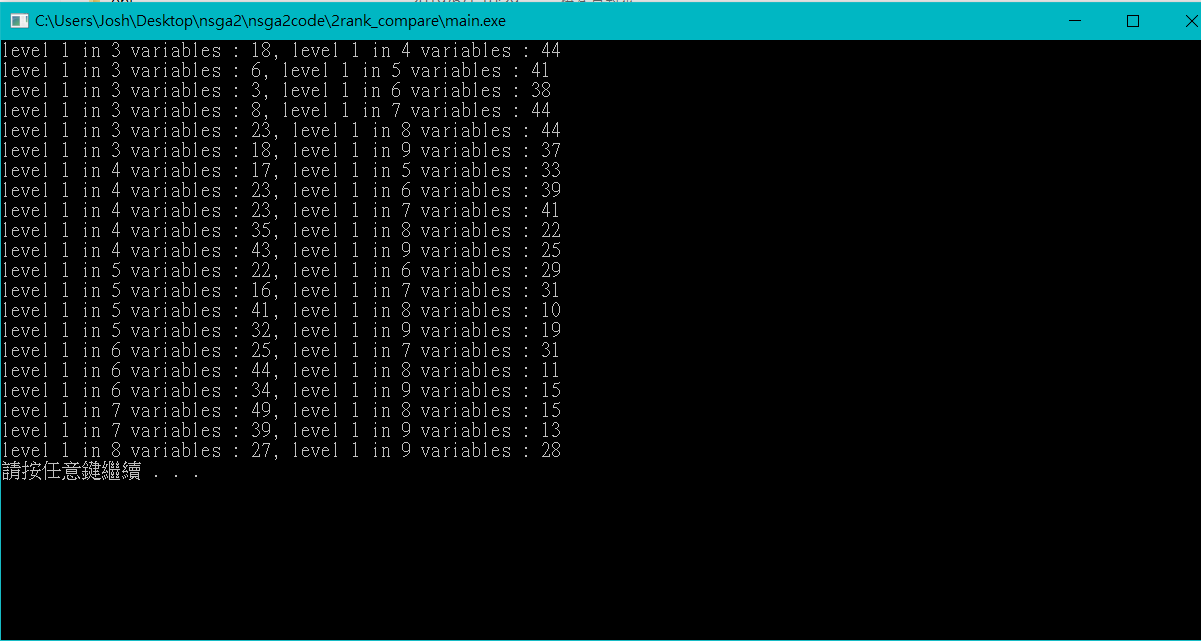 C:\Users\Josh\Desktop\nsga2\nsga2code\2rank_compare\main.exe
level 1 in 3 variables : 18, level 1 in 4 variables : 44
level 1 in 3 variables : 6, level 1 in 5 variables : 41
level 1 in 3 variables : 3, level 1 in 6 variables : 38
level 1 in 3 variables : 8, level 1 in 7 variables : 44
level 1 in 3 variables : 23, level 1 in 8 variables : 44
level 1 in 3 variables : 18, level 1 in 9 variables : 37
level 1 in 4 variables : 17, level 1 in 5 variables : 33
level 1 in 4 variables : 23, level 1 in 6 variables : 39
level 1 in 4 variables : 23, level 1 in 7 variables : 41
level 1 in 4 variables : 35, level 1 in 8 variables : 22
level 1 in 4 variables : 43, level 1 in 9 variables : 25
level 1 in 5 variables : 22, level 1 in 6 variables : 29
level 1 in 5 variables : 16, level 1 in 7 variables : 31
level 1 in 5 variables : 41, level 1 in 8 variables : 10
level 1 in 5 variables : 32, level 1 in 9 variables : 19
level 1 in 6 variables : 25, level 1 in 7 variables : 31
level 1 in 6 variables : 44, level 1 in 8 variables : 11
level 1 in 6 variables : 34, level 1 in 9 variables : 15
level 1 in 7 variables : 49, level 1 in 8 variables : 15
level 1 in 7 variables : 39, level 1 in 9 variables : 13
level 1 in 8 variables : 27, level 1 in 9 variables : 28
請按任意鍵繼續 . . .